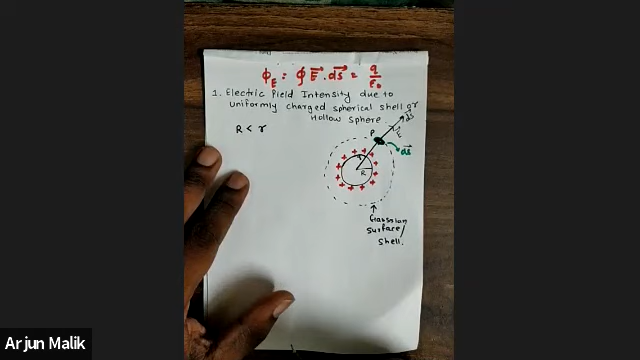 ϕE : ∮ E⃗ . ds⃗ = q/ε₀
1. Electric Field Intensity due to
uniformly charged spherical shell or
Hollow Sphere
R < r
P
E⃗
ds⃗
ds⃗
R
Gaussian
Surface/
Shell.
Arjun Malik